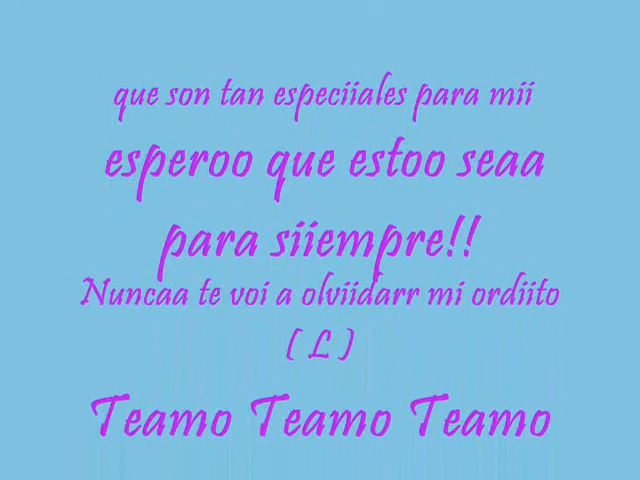 que son tan especiiales para mii
esperoo que estoo seaa
para siiempre!!
Nuncaa te voi a olviidarr mi ordiito
( L )
Teamo Teamo Teamo